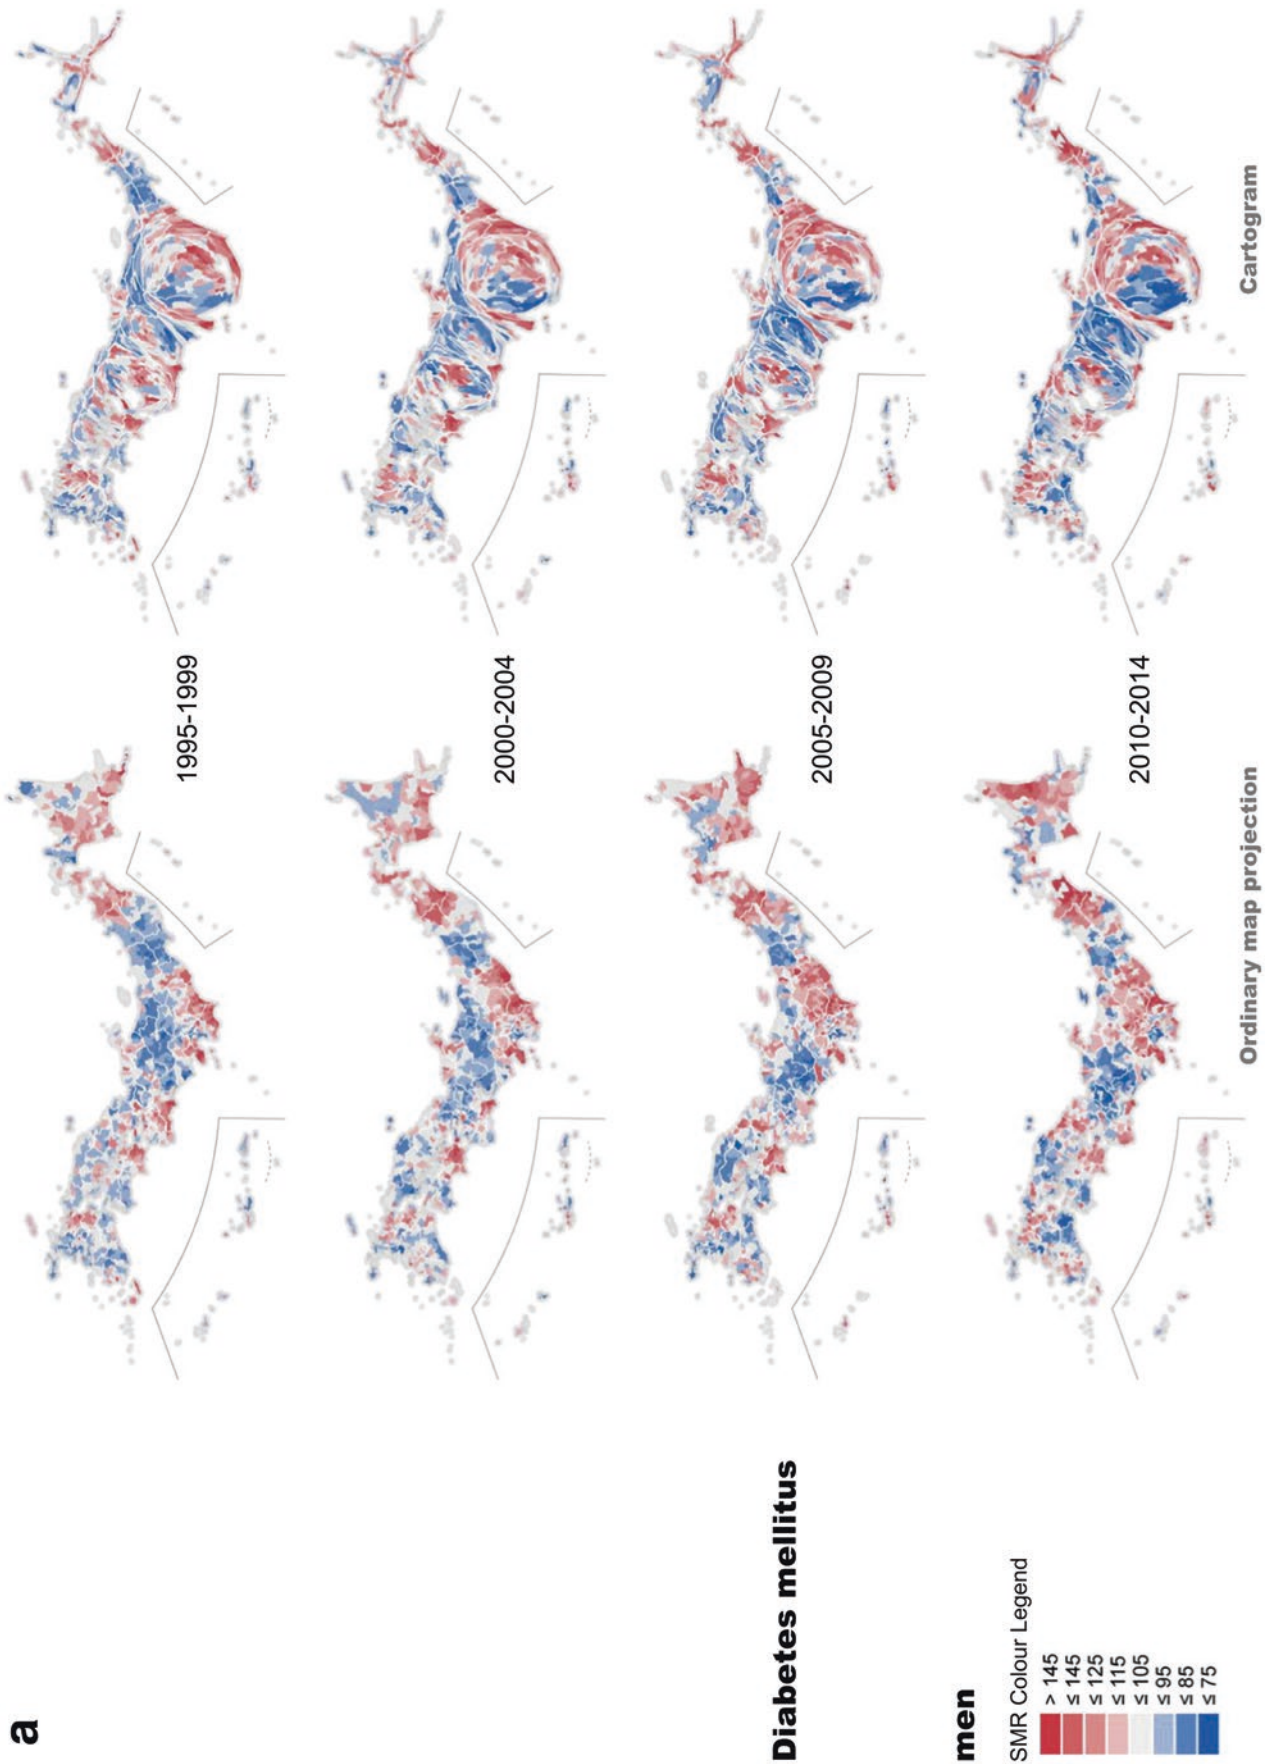 a
1995-1999
2000-2004
2005-2009
2010-2014
Diabetes mellitus
men
SMR Colour Legend
> 145
≤ 145
≤ 125
≤ 115
≤ 105
≤ 95
≤ 85
≤ 75
Ordinary map projection
Cartogram